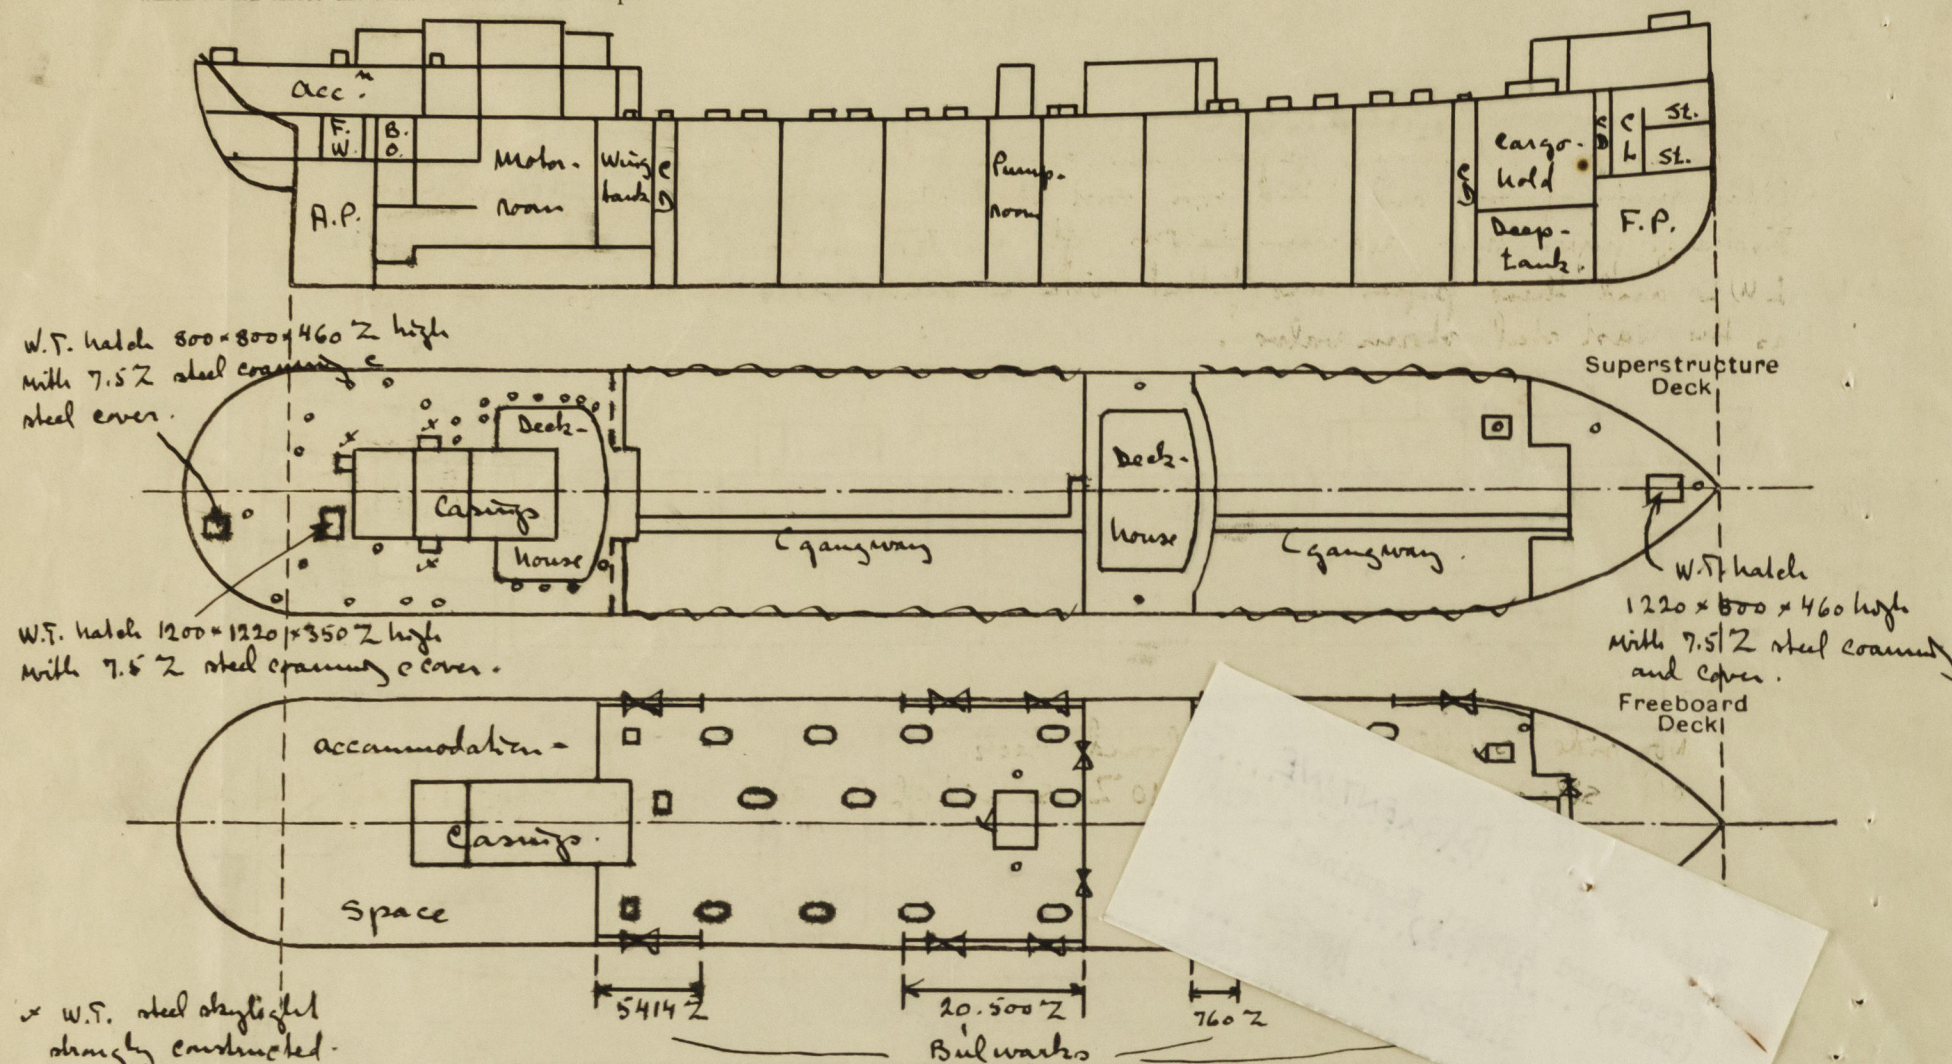 Acc.n
F.
W.
B.
O.
Motor-
room
Wing
tank
C
D
A.P.
Pump-
room
C
D
Cargo-
hold
Deep-
tank.
C
D
C
L
St.
St.
F.P.
W.T. hatch 800×800×460 Z high
with 7.5 Z steel coaming c
steel cover.
Superstructure
Deck
Deck-
house
Casings
gangway
Deck-
house
gangway.
W.T. hatch
1220 × 800 × 460 high
with 7.5 Z steel coaming
and cover.
W.T. hatch 1200×1220×350 Z high
with 7.5 Z steel coaming c cover.
Freeboard
Deck
accommodation-
Casings.
Space
5414 Z
20.500 Z
760 Z
Bulwarks
x W.T. steel skylight
strongly constructed.